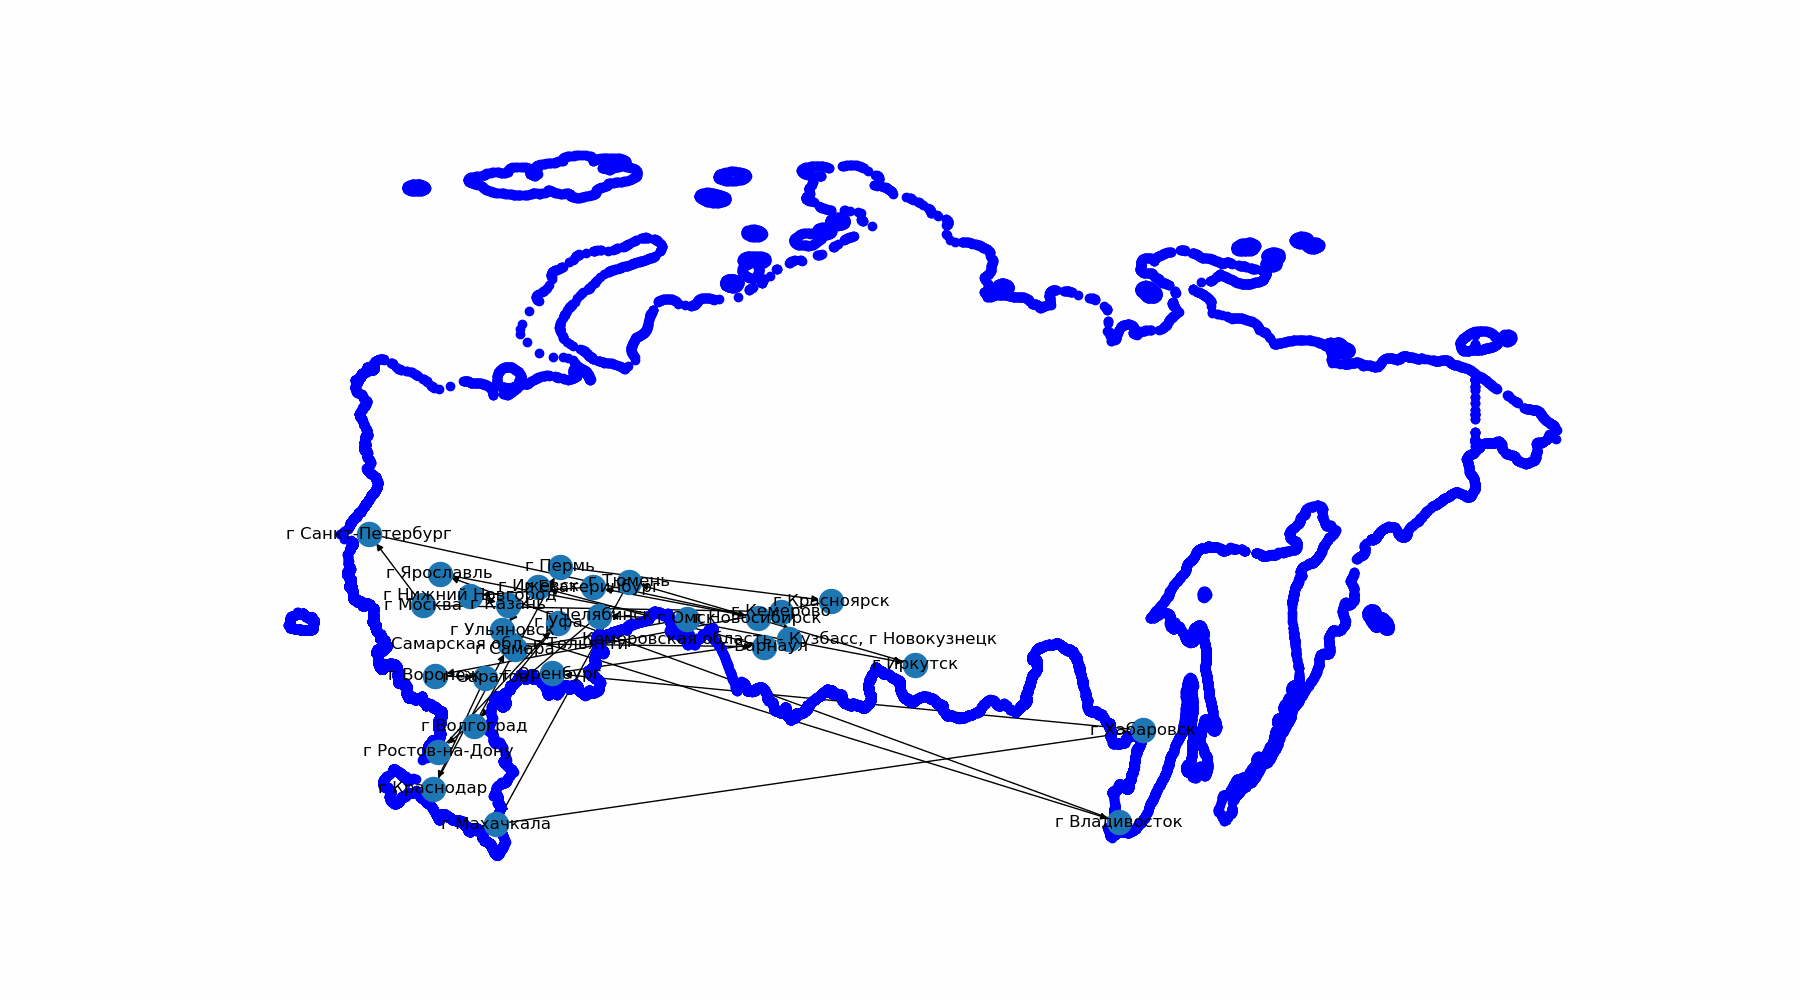 г Санкт-Петербург
г Пермь
г Ярославль
г Тюмень
г Ижевск
г Екатеринбург
г Нижний Новгород
г Красноярск
г Казань
г Москва
г Кемерово
г Челябинск
г Омск
г Новосибирск
г Уфа
г Ульяновск
Кемеровская область - Кузбасс, г Новокузнецк
Самарская обл, г Тольятти
г Барнаул
г Самара
г Иркутск
г Воронеж
г Саратов
г Оренбург
г Волгоград
г Хабаровск
г Ростов-на-Дону
г Краснодар
г Владивосток
г Махачкала